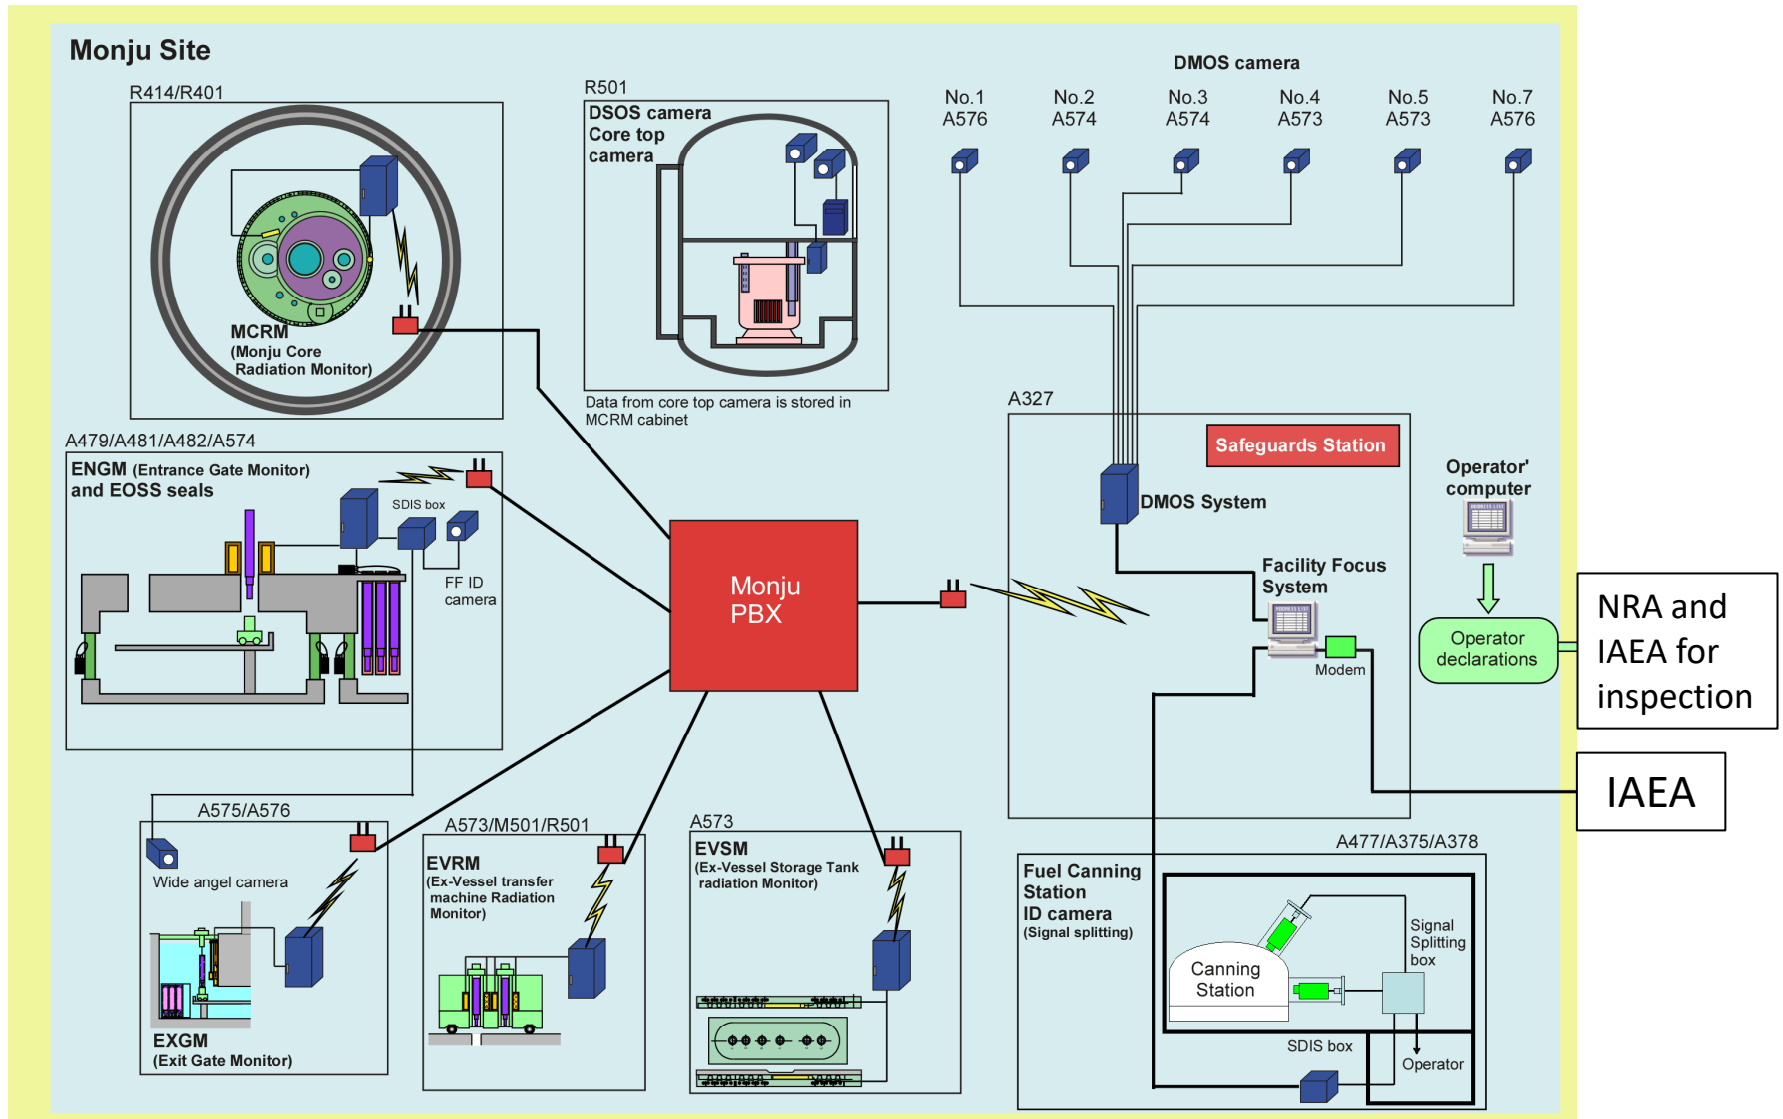 Monju Site
R414/R401
MCRM
(Monju Core
Radiation Monitor)
R501
DSOS camera
Core top
camera
Data from core top camera is stored in
MCRM cabinet
DMOS camera
No.1
A576
No.2
A574
No.3
A574
No.4
A573
No.5
A573
No.7
A576
A479/A481/A482/A574
ENGM (Entrance Gate Monitor)
and EOSS seals
SDIS box
FF ID
camera
Monju
PBX
A327
Safeguards Station
DMOS System
Facility Focus
System
Modem
Operator'
computer
Operator
declarations
NRA and
IAEA for
inspection
IAEA
A575/A576
Wide angel camera
EXGM
(Exit Gate Monitor)
A573/M501/R501
EVRM
(Ex-Vessel transfer
machine Radiation
Monitor)
A573
EVSM
(Ex-Vessel Storage Tank
radiation Monitor)
A477/A375/A378
Fuel Canning
Station
ID camera
(Signal splitting)
Canning
Station
Signal
Splitting
box
SDIS box
Operator